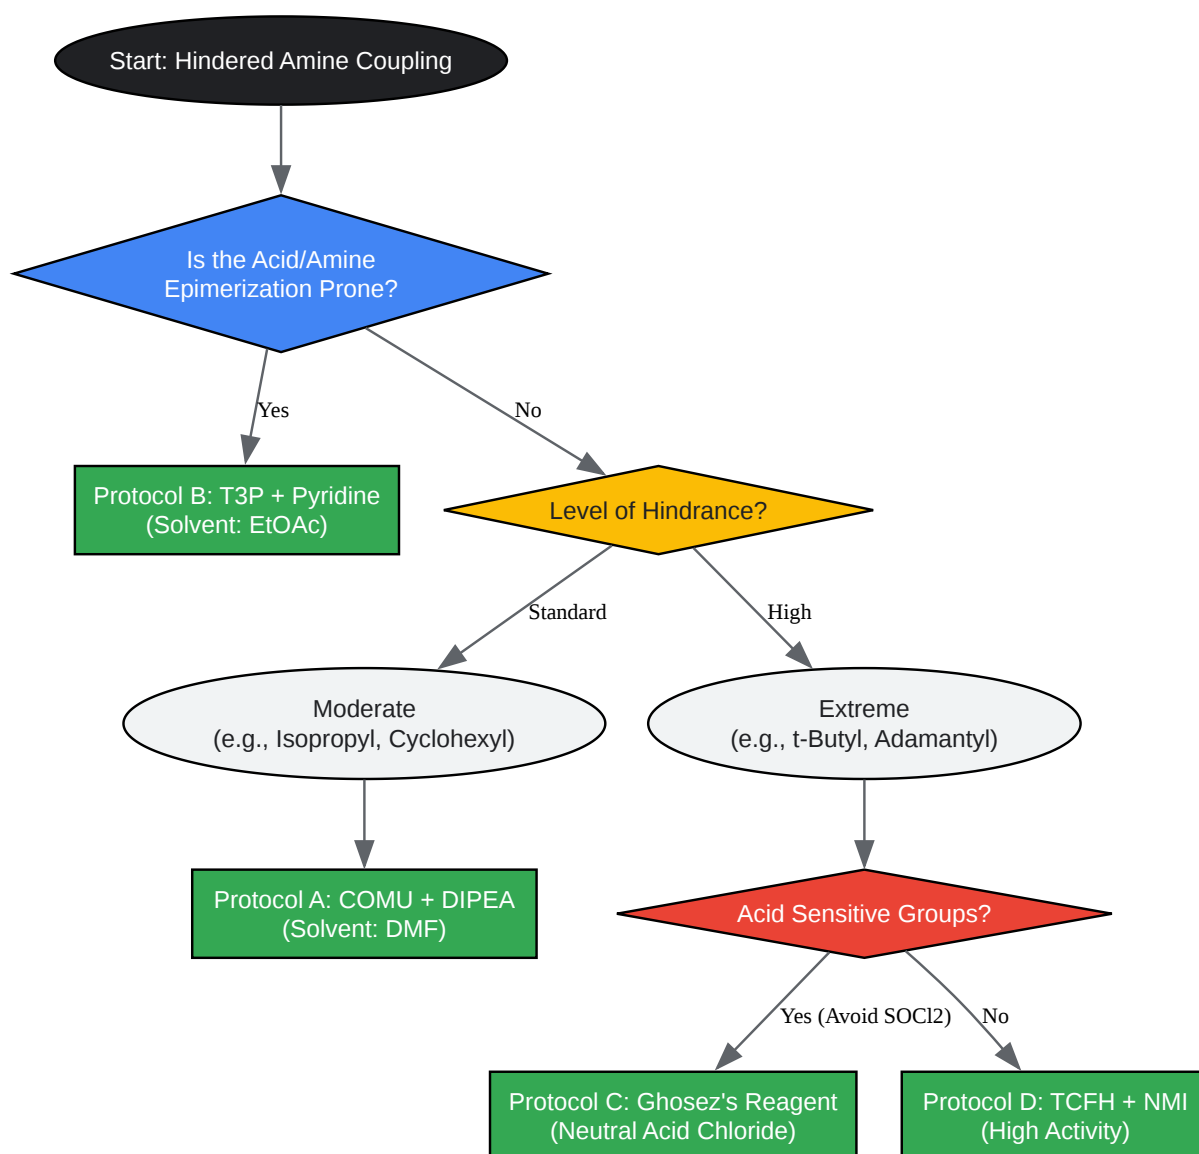 Start: Hindered Amine Coupling
Is the Acid/Amine
Epimerization Prone?
Yes
No
Protocol B: T3P + Pyridine
(Solvent: EtOAc)
Level of Hindrance?
Standard
High
Moderate
(e.g., Isopropyl, Cyclohexyl)
Extreme
(e.g., t-Butyl, Adamantyl)
Protocol A: COMU + DIPEA
(Solvent: DMF)
Acid Sensitive Groups?
Yes (Avoid SOCl2)
No
Protocol C: Ghosez's Reagent
(Neutral Acid Chloride)
Protocol D: TCFH + NMI
(High Activity)